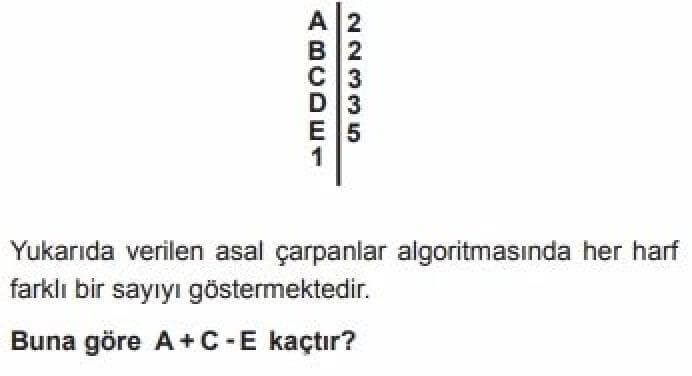 A 2
B 2
C 3
D 3
E 5
1
Yukarıda verilen asal çarpanlar algoritmasında her harf
farklı bir sayıyı göstermektedir.
Buna göre A + C - E kaçtır?